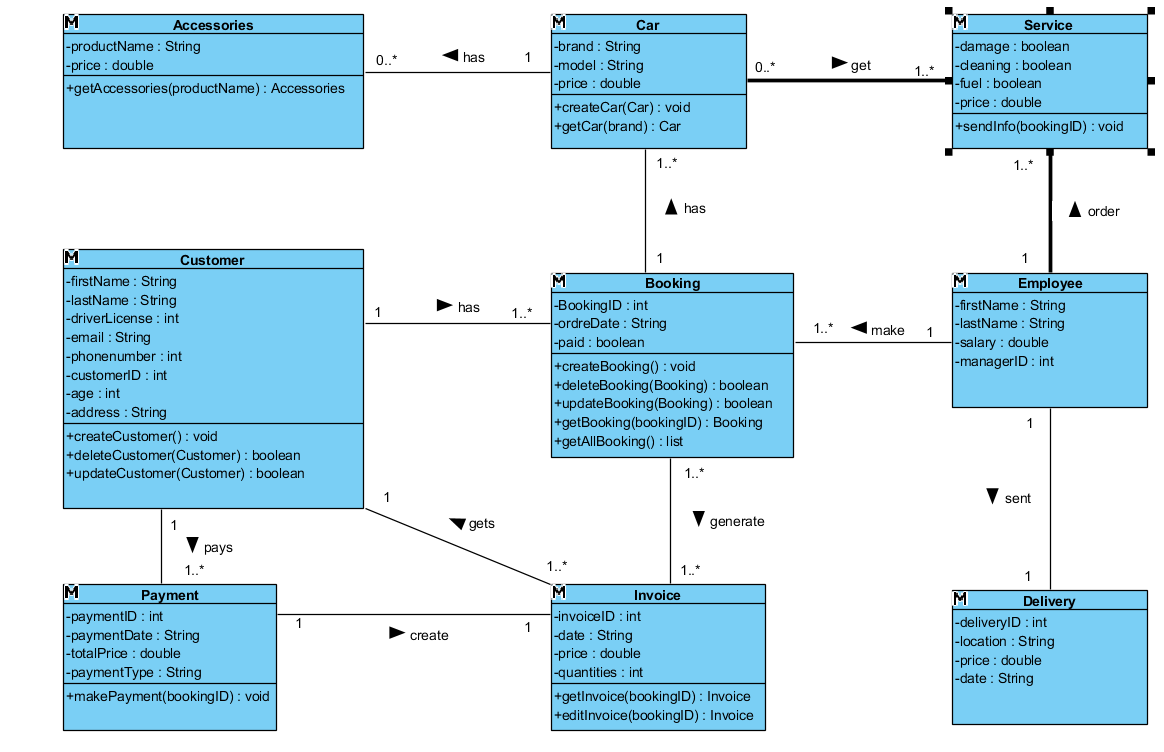 Accessories
-productName : String
-price : double
+getAccessories(productName) : Accessories
0..*
has
1
Car
-brand : String
-model : String
-price : double
+createCar(Car) : void
+getCar(brand) : Car
0..*
get
1..*
Service
-damage : boolean
-cleaning : boolean
-fuel : boolean
-price : double
+sendInfo(bookingID) : void
1..*
has
1
1..*
order
1
Customer
-firstName : String
-lastName : String
-driverLicense : int
-email : String
-phonenumber : int
-customerID : int
-age : int
-address : String
+createCustomer() : void
+deleteCustomer(Customer) : boolean
+updateCustomer(Customer) : boolean
1
has
1..*
Booking
-BookingID : int
-ordreDate : String
-paid : boolean
+createBooking() : void
+deleteBooking(Booking) : boolean
+updateBooking(Booking) : boolean
+getBooking(bookingID) : Booking
+getAllBooking() : list
1..*
make
1
Employee
-firstName : String
-lastName : String
-salary : double
-managerID : int
1
pays
1..*
1
gets
1..*
1..*
generate
1..*
1
sent
1
Payment
-paymentID : int
-paymentDate : String
-totalPrice : double
-paymentType : String
+makePayment(bookingID) : void
1
create
1
Invoice
-invoiceID : int
-date : String
-price : double
-quantities : int
+getInvoice(bookingID) : Invoice
+editInvoice(bookingID) : Invoice
Delivery
-deliveryID : int
-location : String
-price : double
-date : String